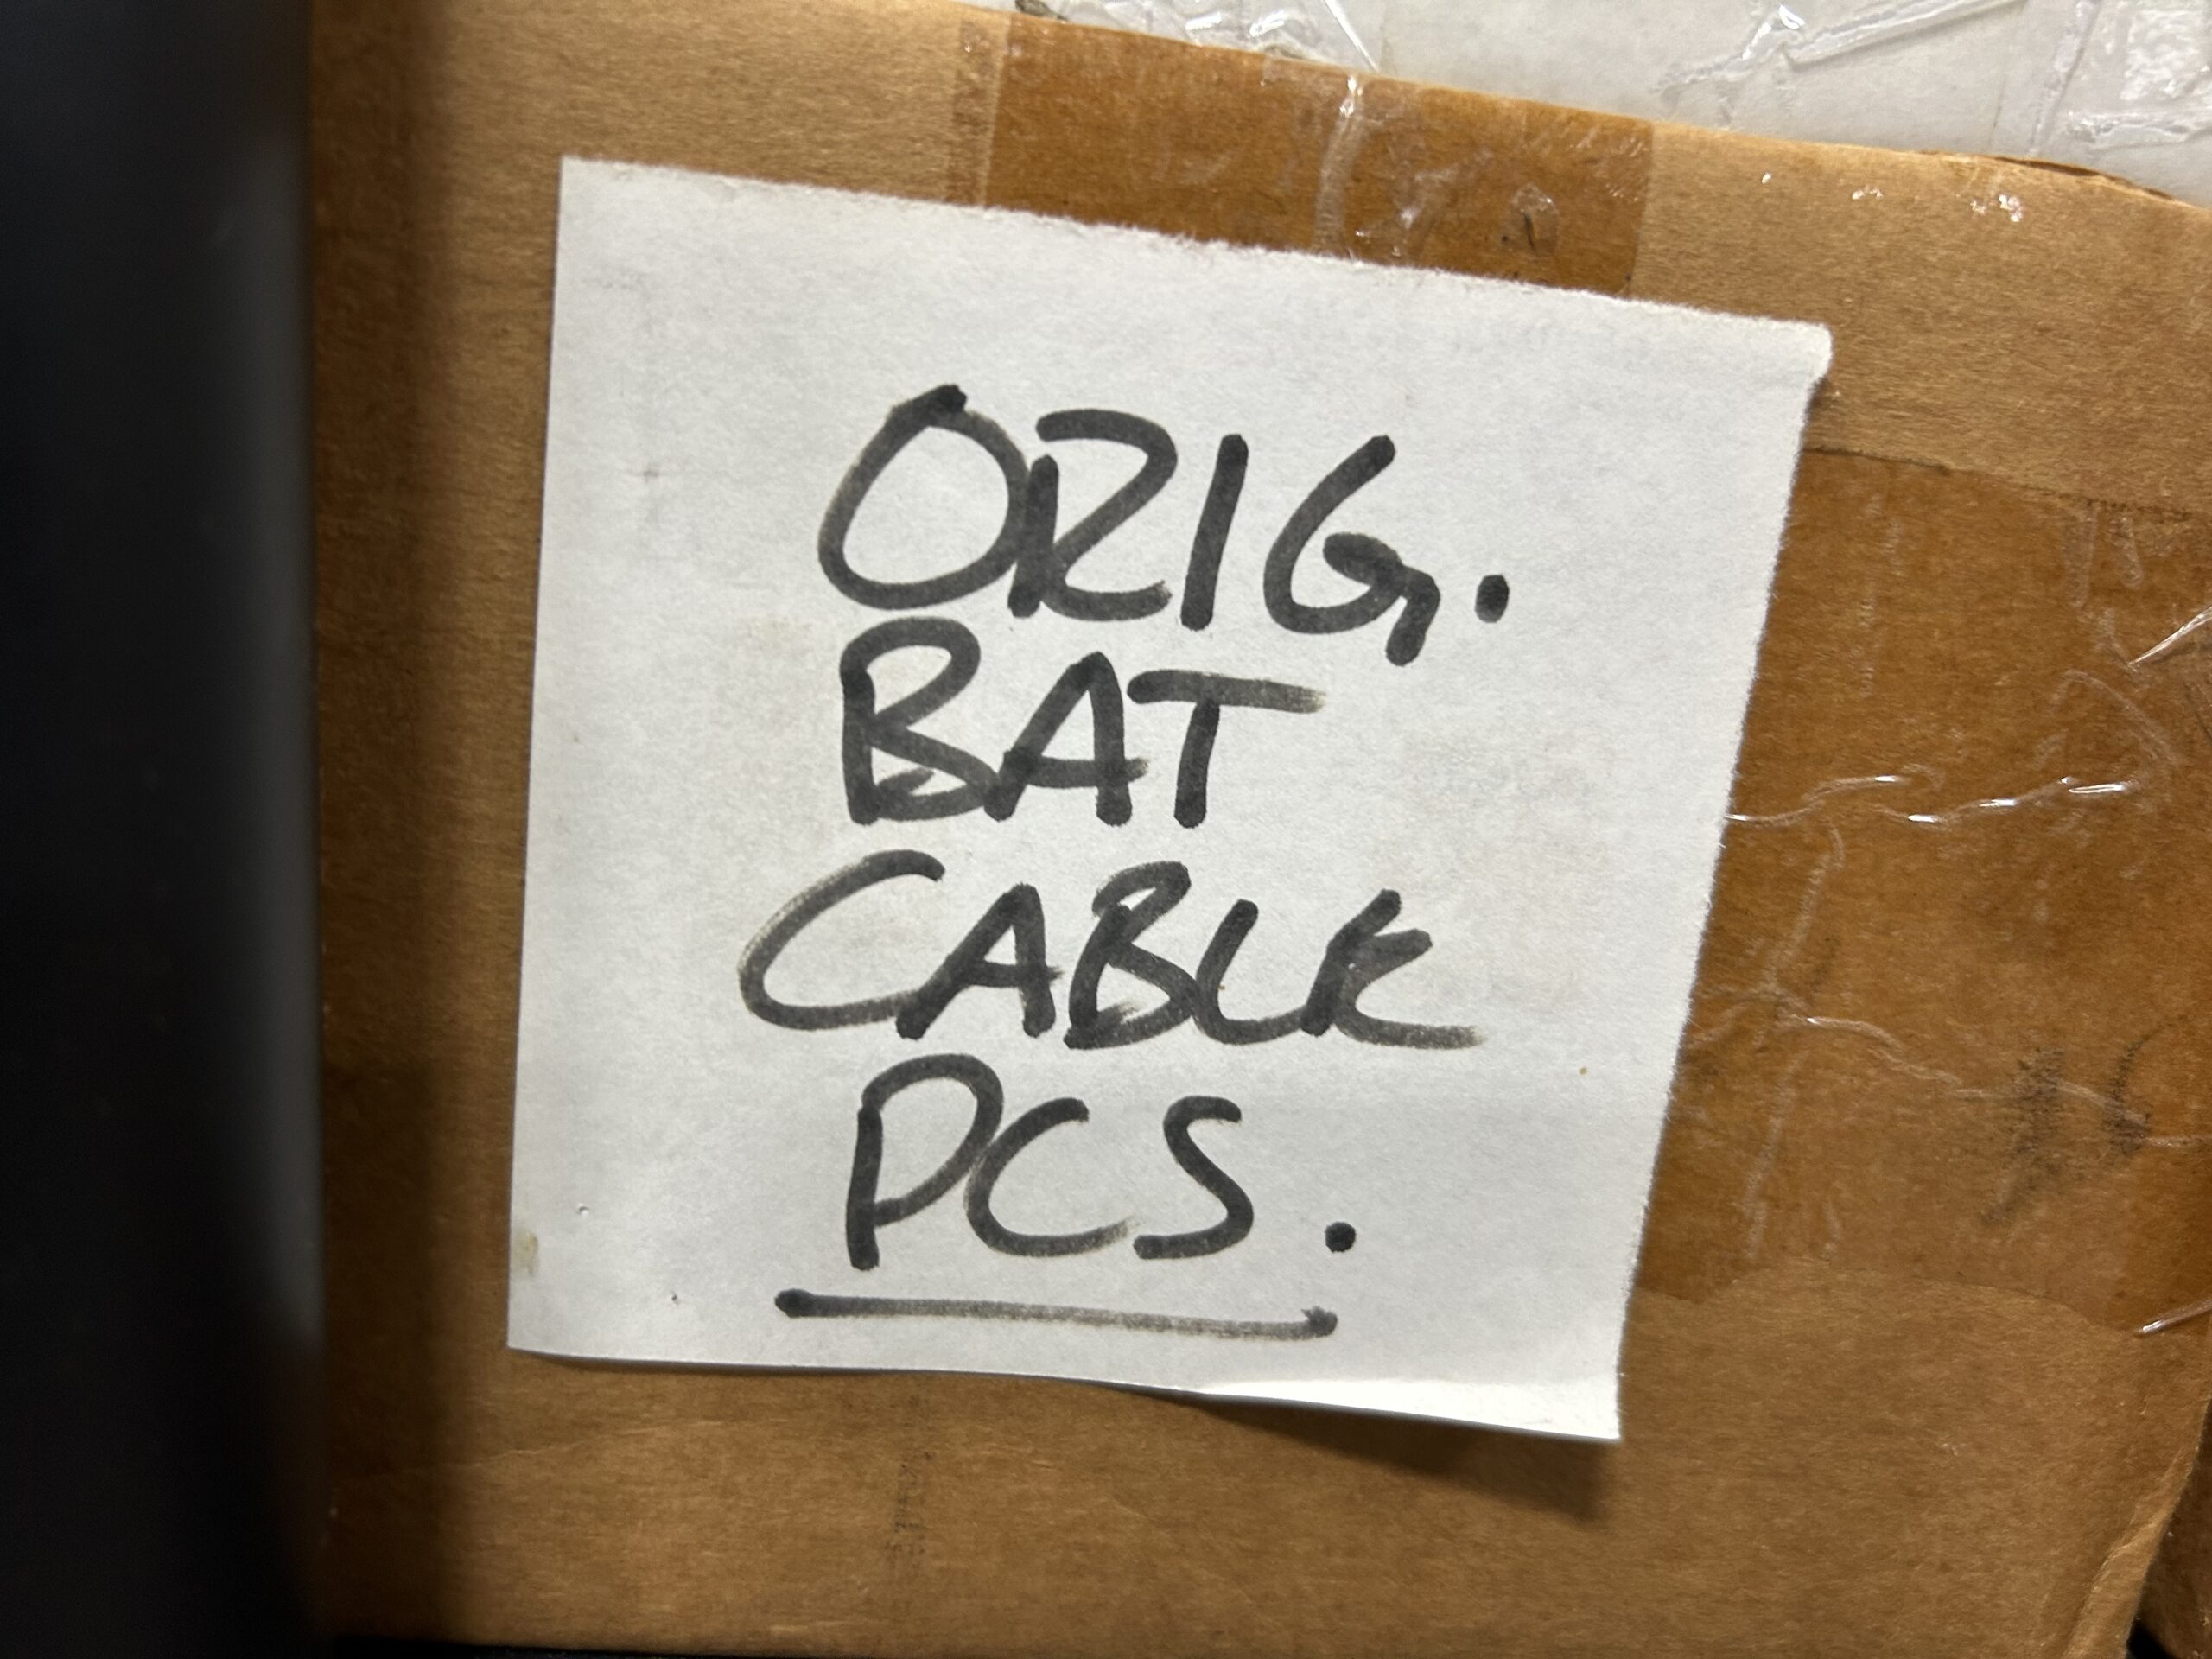 ORIG.
BAT
CABLE
PCS.